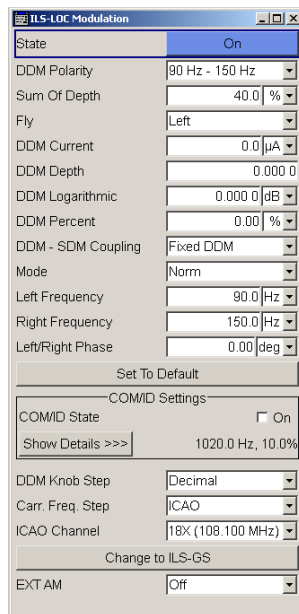 ILS-LOC Modulation
State On
DDM Polarity 90 Hz - 150 Hz
Sum Of Depth 40.0 %
Fly Left
DDM Current 0.0 µA
DDM Depth 0.000 0
DDM Logarithmic 0.000 0 dB
DDM Percent 0.00 %
DDM - SDM Coupling Fixed DDM
Mode Norm
Left Frequency 90.0 Hz
Right Frequency 150.0 Hz
Left/Right Phase 0.00 deg
Set To Default
COM/ID Settings
COM/ID State On
Show Details >>> 1020.0 Hz, 10.0%
DDM Knob Step Decimal
Carr. Freq. Step ICAO
ICAO Channel 18X (108.100 MHz)
Change to ILS-GS
EXT AM Off